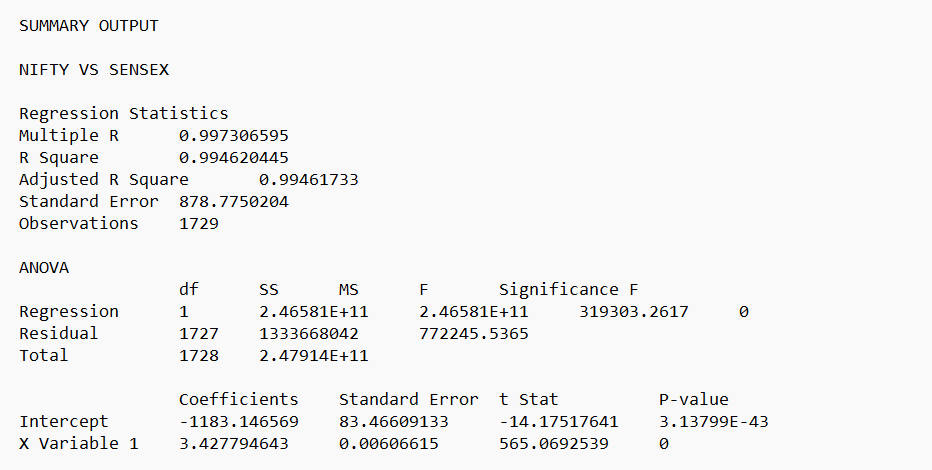 SUMMARY OUTPUT
NIFTY VS SENSEX
Regression Statistics
Multiple R 0.997306595
R Square 0.994620445
Adjusted R Square 0.99461733
Standard Error 878.7750204
Observations 1729
ANOVA
df SS MS F Significance F
Regression 1 2.46581E+11 2.46581E+11 319303.2617 0
Residual 1727 1333668042 772245.5365
Total 1728 2.47914E+11
Coefficients Standard Error t Stat P-value
Intercept -1183.146569 83.46609133 -14.17517641 3.13799E-43
X Variable 1 3.427794643 0.00606615 565.0692539 0